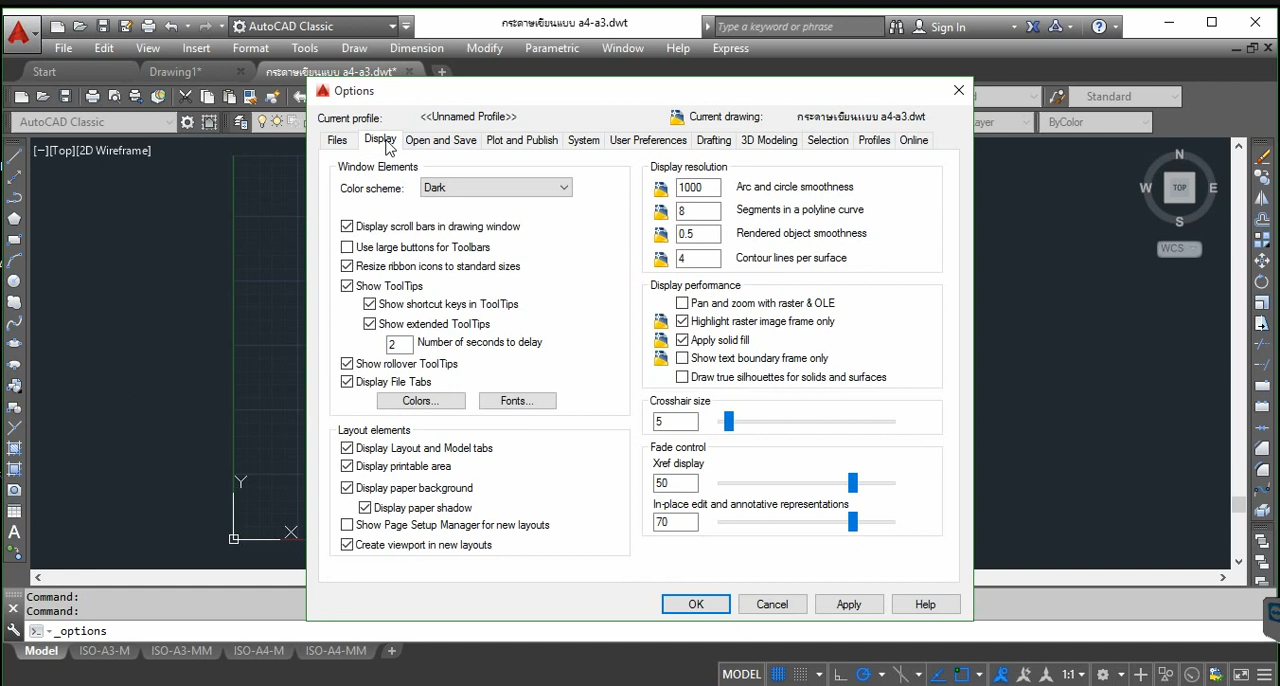 AutoCAD Classic
กระดาษเขียนแบบ a4-a3.dwt
Type a keyword or phrase
Sign In
File Edit View Insert Format Tools Draw Dimension Modify Parametric Window Help Express
Start Drawing1* กระดาษเขียนแบบ a4-a3.dwt*
Standard
AutoCAD Classic
ByColor
Options
Current profile: <<Unnamed Profile>> Current drawing: กระดาษเขียนแบบ a4-a3.dwt
Files Display Open and Save Plot and Publish System User Preferences Drafting 3D Modeling Selection Profiles Online
[−][Top][2D Wireframe]
Window Elements
Color scheme: Dark
Display scroll bars in drawing window
Use large buttons for Toolbars
Resize ribbon icons to standard sizes
Show ToolTips
Show shortcut keys in ToolTips
Show extended ToolTips
2 Number of seconds to delay
Show rollover ToolTips
Display File Tabs
Colors... Fonts...
Layout elements
Display Layout and Model tabs
Display printable area
Display paper background
Display paper shadow
Show Page Setup Manager for new layouts
Create viewport in new layouts
Display resolution
1000 Arc and circle smoothness
8 Segments in a polyline curve
0.5 Rendered object smoothness
4 Contour lines per surface
Display performance
Pan and zoom with raster & OLE
Highlight raster image frame only
Apply solid fill
Show text boundary frame only
Draw true silhouettes for solids and surfaces
Crosshair size
5
Fade control
Xref display
50
In-place edit and annotative representations
70
OK Cancel Apply Help
N
W TOP E
S
WCS
Y
X
Command:
Command:
_options
Model ISO-A3-M ISO-A3-MM ISO-A4-M ISO-A4-MM
MODEL 1:1